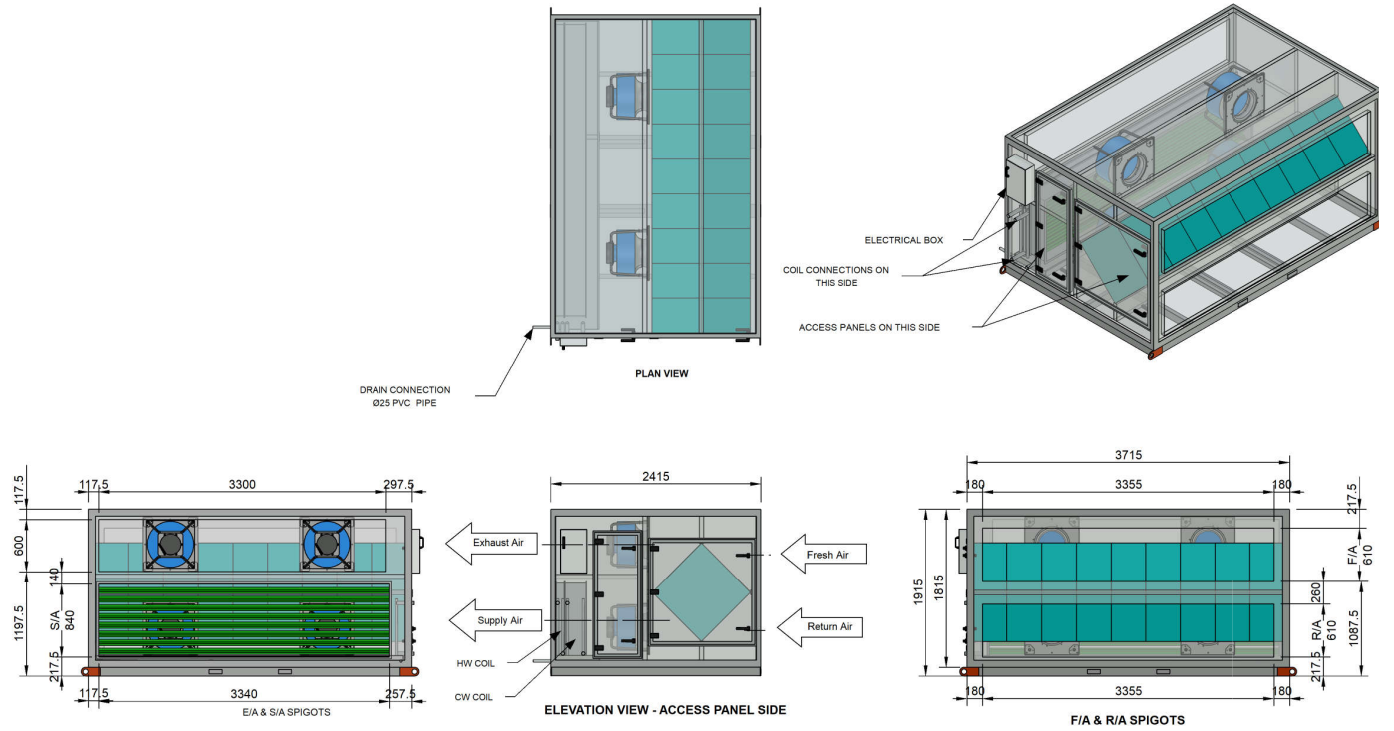 ELECTRICAL BOX
COIL CONNECTIONS ON
THIS SIDE
ACCESS PANELS ON THIS SIDE
PLAN VIEW
DRAIN CONNECTION
Ø25 PVC PIPE
117.5
3300
297.5
117.5
600
140
S/A
840
1197.5
217.5
117.5
3340
257.5
E/A & S/A SPIGOTS
2415
Exhaust Air
Fresh Air
Supply Air
Return Air
HW COIL
CW COIL
ELEVATION VIEW - ACCESS PANEL SIDE
3715
180
3355
180
217.5
F/A
610
1915
1815
260
R/A
610
1087.5
217.5
180
3355
180
F/A & R/A SPIGOTS